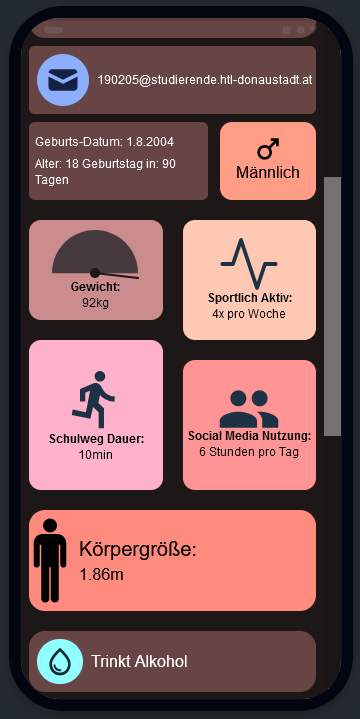 190205@studierende.htl-donaustadt.at
Geburts-Datum: 1.8.2004
Alter: 18 Geburtstag in: 90
Tagen
Männlich
Gewicht:
92kg
Sportlich Aktiv:
4x pro Woche
Schulweg Dauer:
10min
Social Media Nutzung:
6 Stunden pro Tag
Körpergröße:
1.86m
Trinkt Alkohol